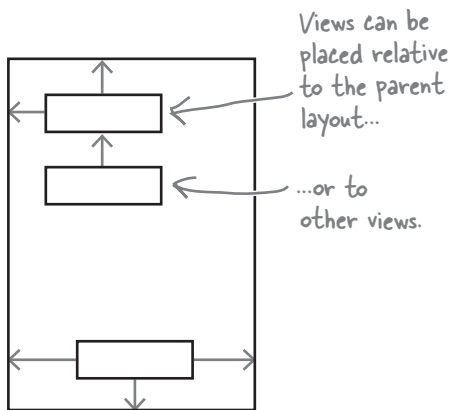 Views can be
placed relative
to the parent
layout...
...or to
other views.